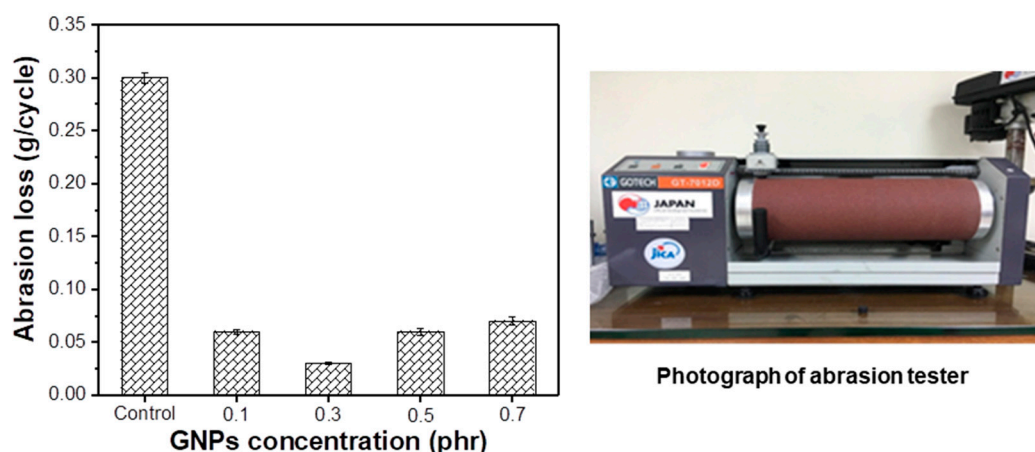 0.35
0.30
0.25
0.20
0.15
0.10
0.05
0.00
Abrasion loss (g/cycle)
Control 0.1 0.3 0.5 0.7
GNPs concentration (phr)
GOTECH GT-7012D
JAPAN
JICA
Photograph of abrasion tester